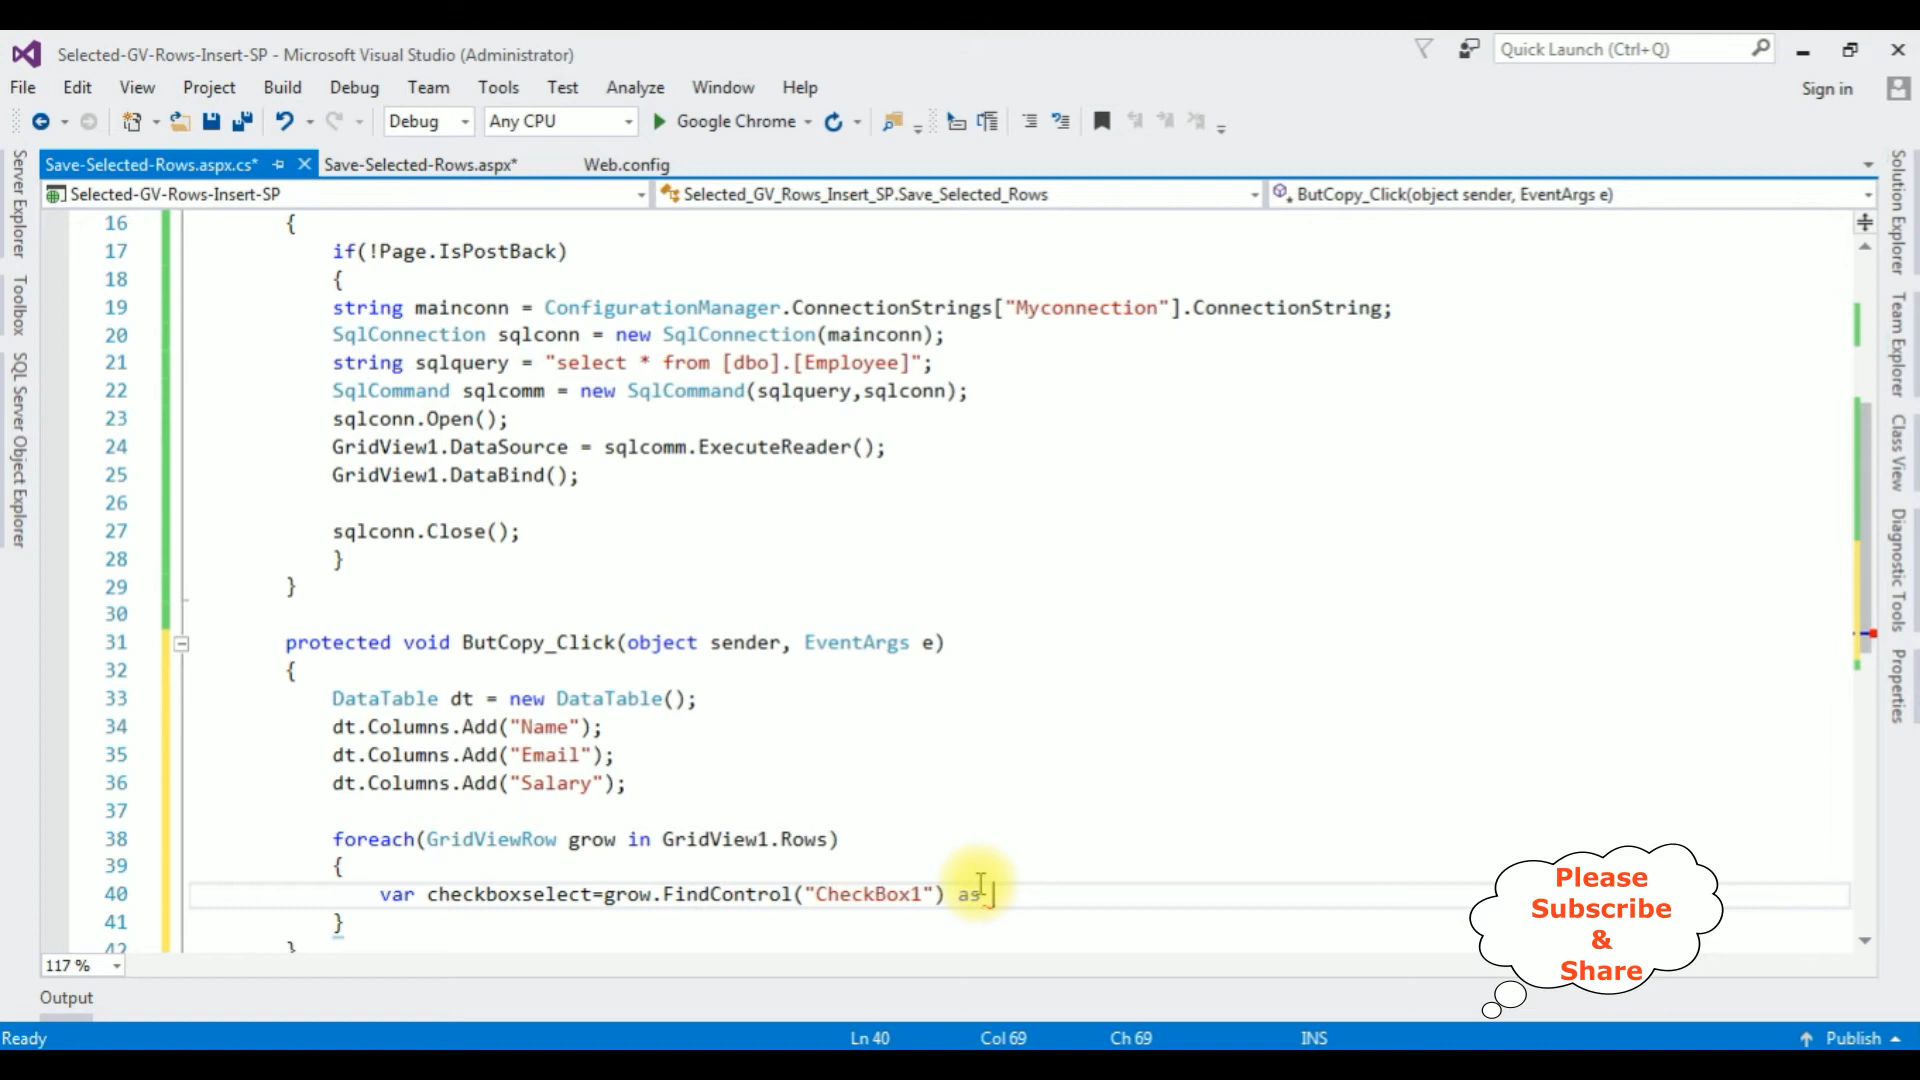 Selected-GV-Rows-Insert-SP - Microsoft Visual Studio (Administrator)
Quick Launch (Ctrl+Q)
File Edit View Project Build Debug Team Tools Test Analyze Window Help
Sign in
Debug Any CPU Google Chrome
Save-Selected-Rows.aspx.cs* Save-Selected-Rows.aspx* Web.config
Selected-GV-Rows-Insert-SP Selected_GV_Rows_Insert_SP.Save_Selected_Rows ButCopy_Click(object sender, EventArgs e)
Server Explorer
Toolbox
SQL Server Object Explorer
16 {
17 if(!Page.IsPostBack)
18 {
19 string mainconn = ConfigurationManager.ConnectionStrings["Myconnection"].ConnectionString;
20 SqlConnection sqlconn = new SqlConnection(mainconn);
21 string sqlquery = "select * from [dbo].[Employee]";
22 SqlCommand sqlcomm = new SqlCommand(sqlquery,sqlconn);
23 sqlconn.Open();
24 GridView1.DataSource = sqlcomm.ExecuteReader();
25 GridView1.DataBind();
26
27 sqlconn.Close();
28 }
29 }
30
31 protected void ButCopy_Click(object sender, EventArgs e)
32 {
33 DataTable dt = new DataTable();
34 dt.Columns.Add("Name");
35 dt.Columns.Add("Email");
36 dt.Columns.Add("Salary");
37
38 foreach(GridViewRow grow in GridView1.Rows)
39 {
40 var checkboxselect=grow.FindControl("CheckBox1") as
41 }
42 }
Solution Explorer
Team Explorer
Class View
Diagnostic Tools
Properties
Please
Subscribe
&
Share
117 %
Output
Ready Ln 40 Col 69 Ch 69 INS Publish